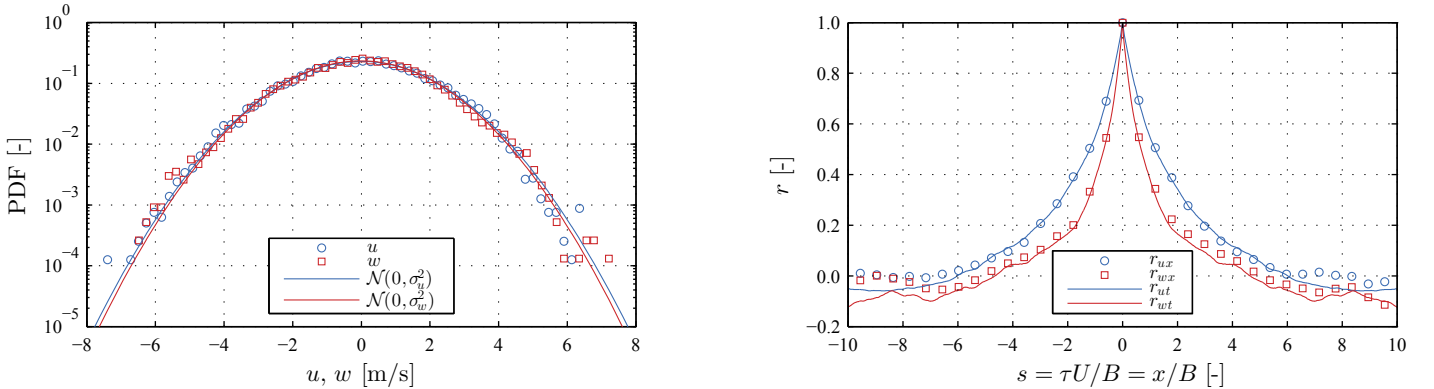 10^0
10^−1
10^−2
10^−3
10^−4
10^−5
PDF [-]
u
w
N(0, σ_u^2)
N(0, σ_w^2)
−8 −6 −4 −2 0 2 4 6 8
u, w [m/s]
1.0
0.8
0.6
0.4
0.2
0.0
−0.2
r [-]
r_ux
r_wx
r_ut
r_wt
−10 −8 −6 −4 −2 0 2 4 6 8 10
s = τU/B = x/B [-]